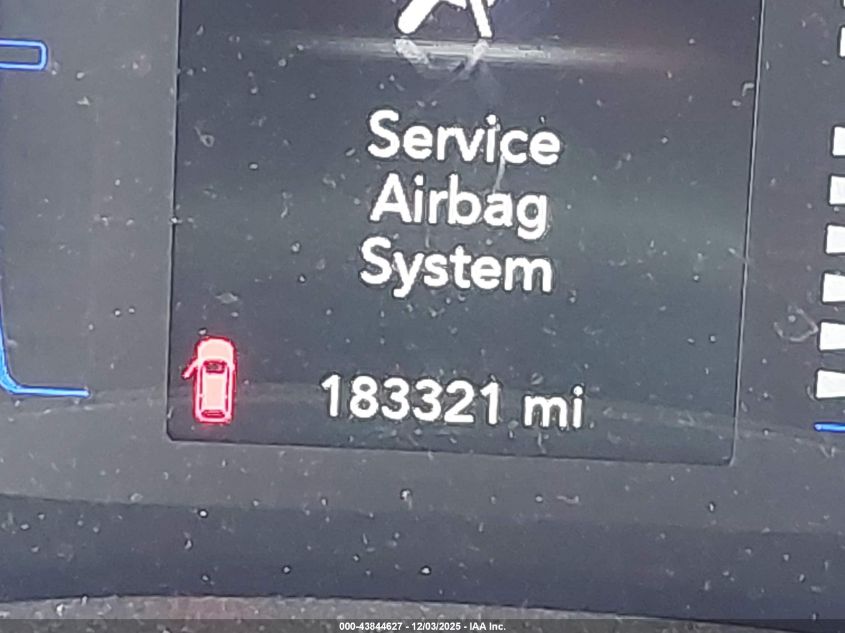 Service
Airbag
System
183321 mi
000-43844627 - 12/03/2025 - IAA Inc.